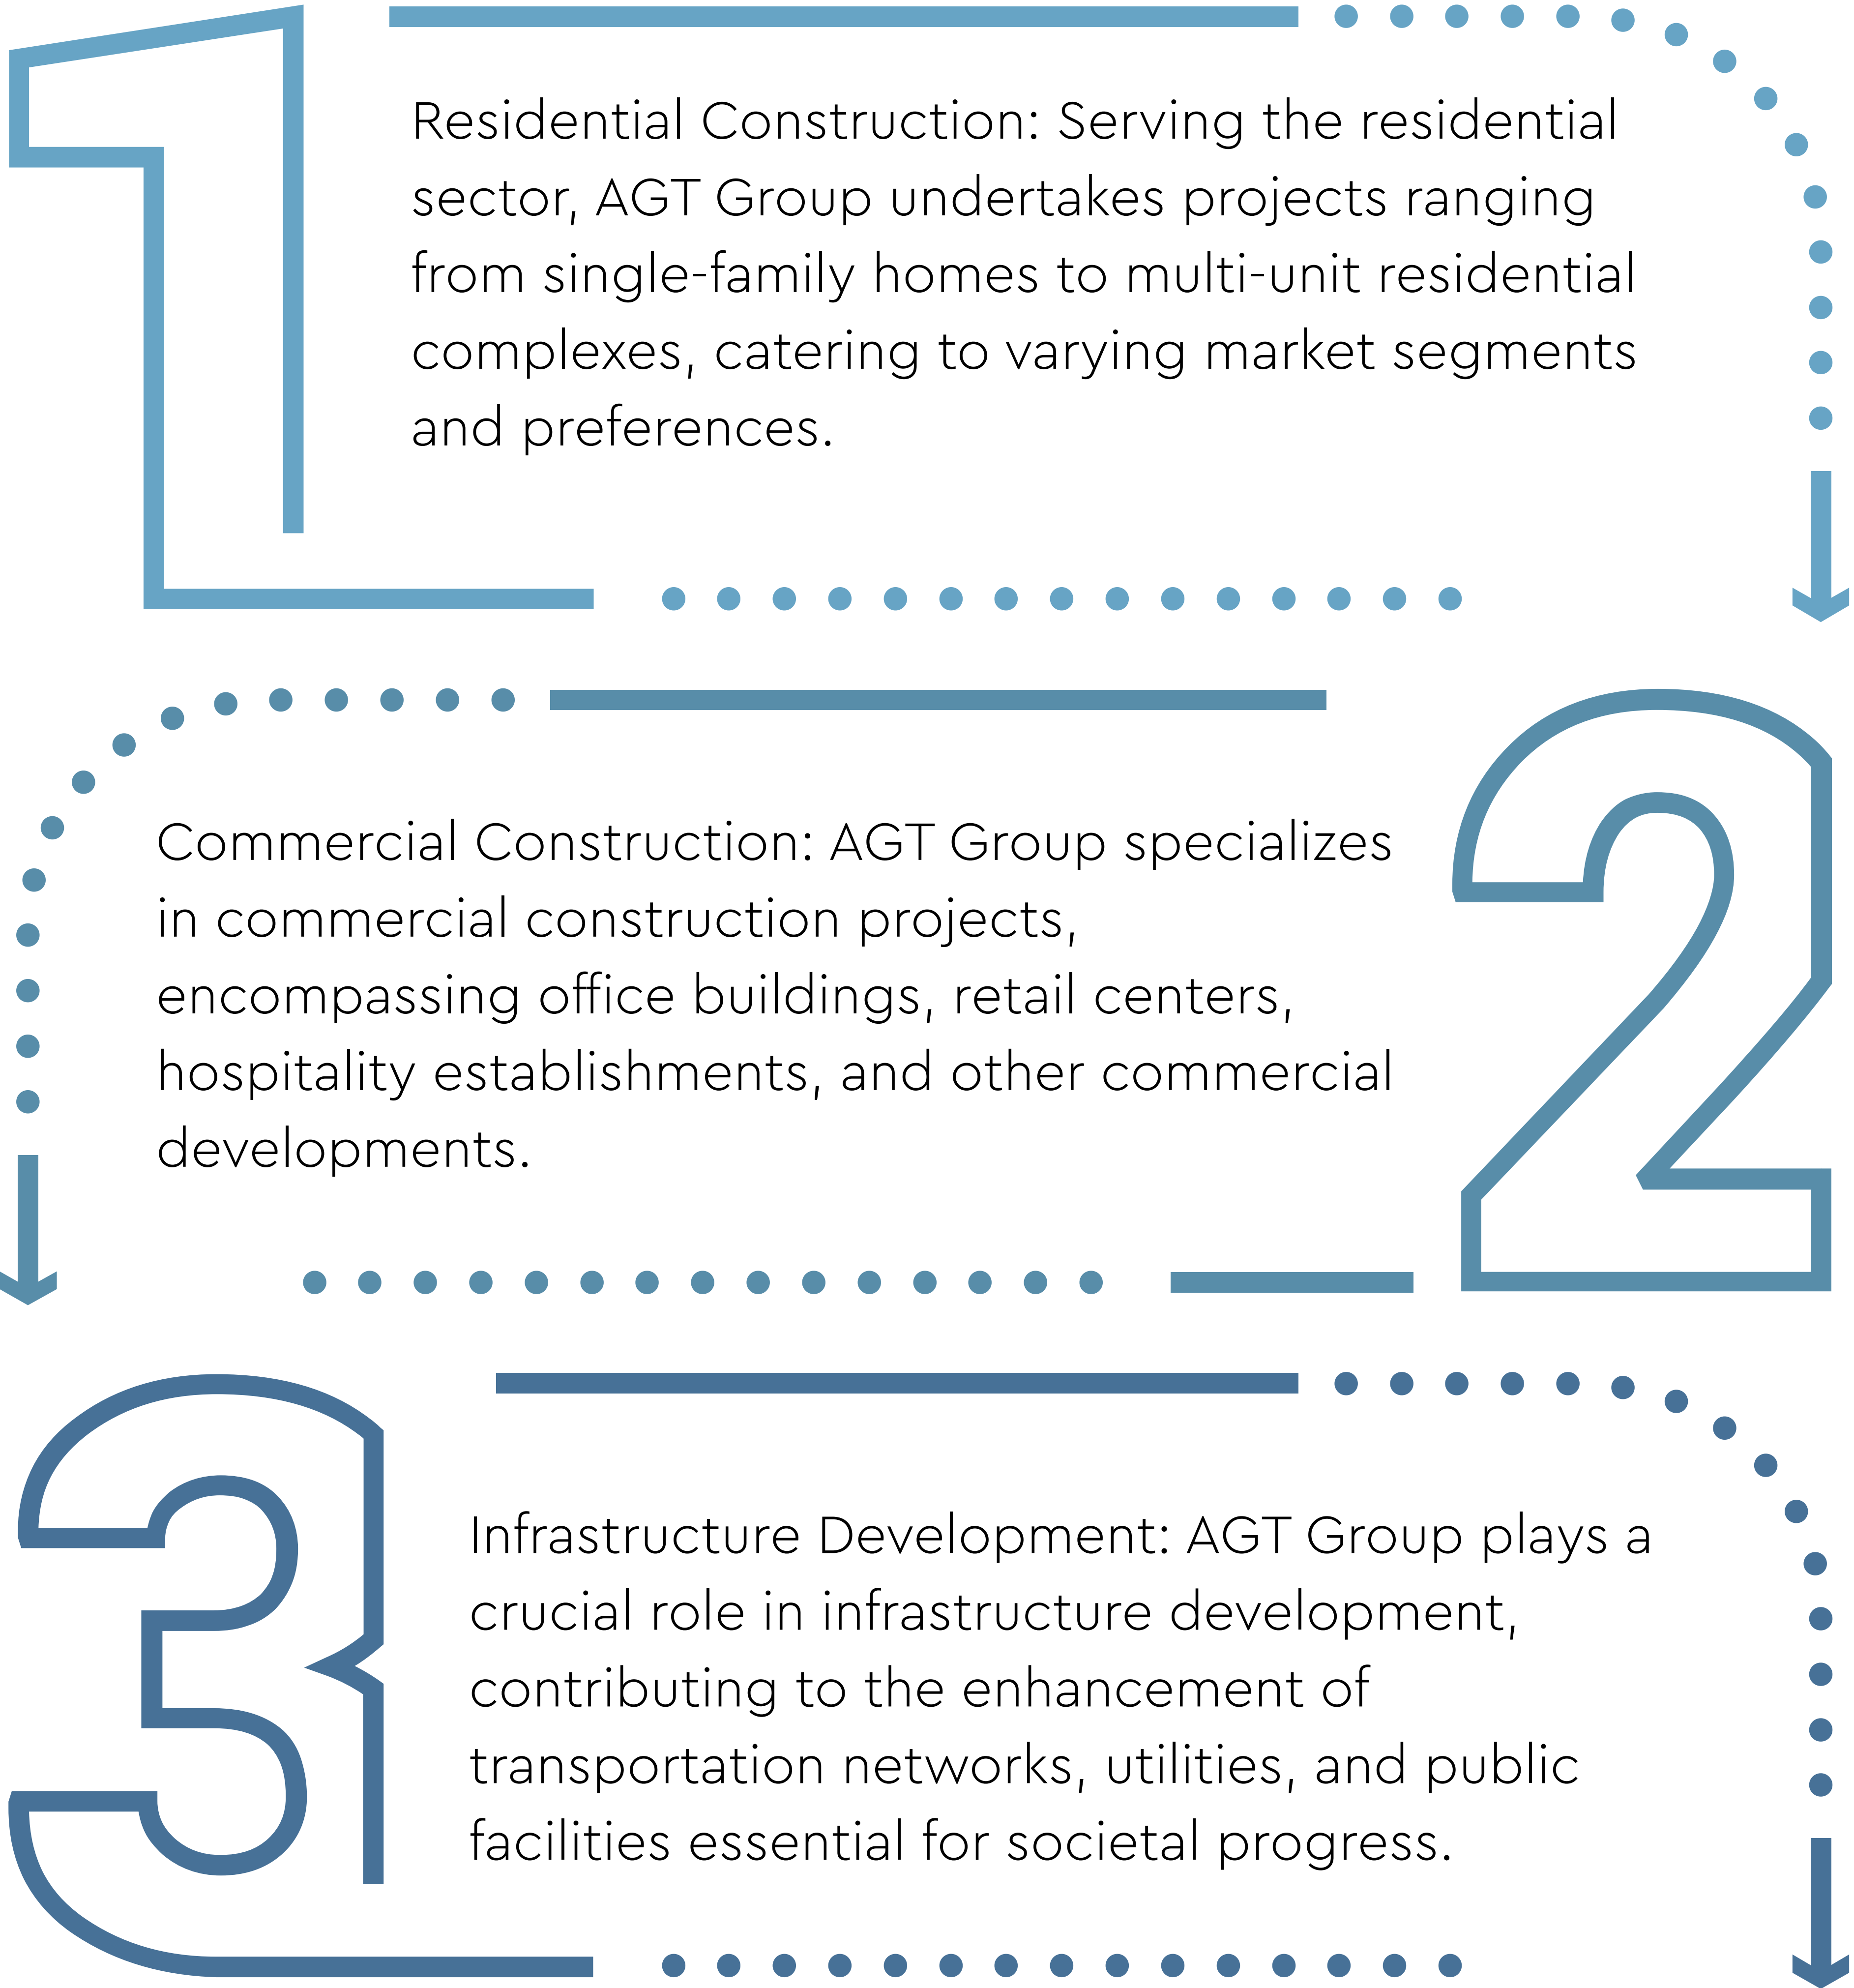 1
Residential Construction: Serving the residential
sector, AGT Group undertakes projects ranging
from single-family homes to multi-unit residential
complexes, catering to varying market segments
and preferences.
2
Commercial Construction: AGT Group specializes
in commercial construction projects,
encompassing office buildings, retail centers,
hospitality establishments, and other commercial
developments.
3
Infrastructure Development: AGT Group plays a
crucial role in infrastructure development,
contributing to the enhancement of
transportation networks, utilities, and public
facilities essential for societal progress.